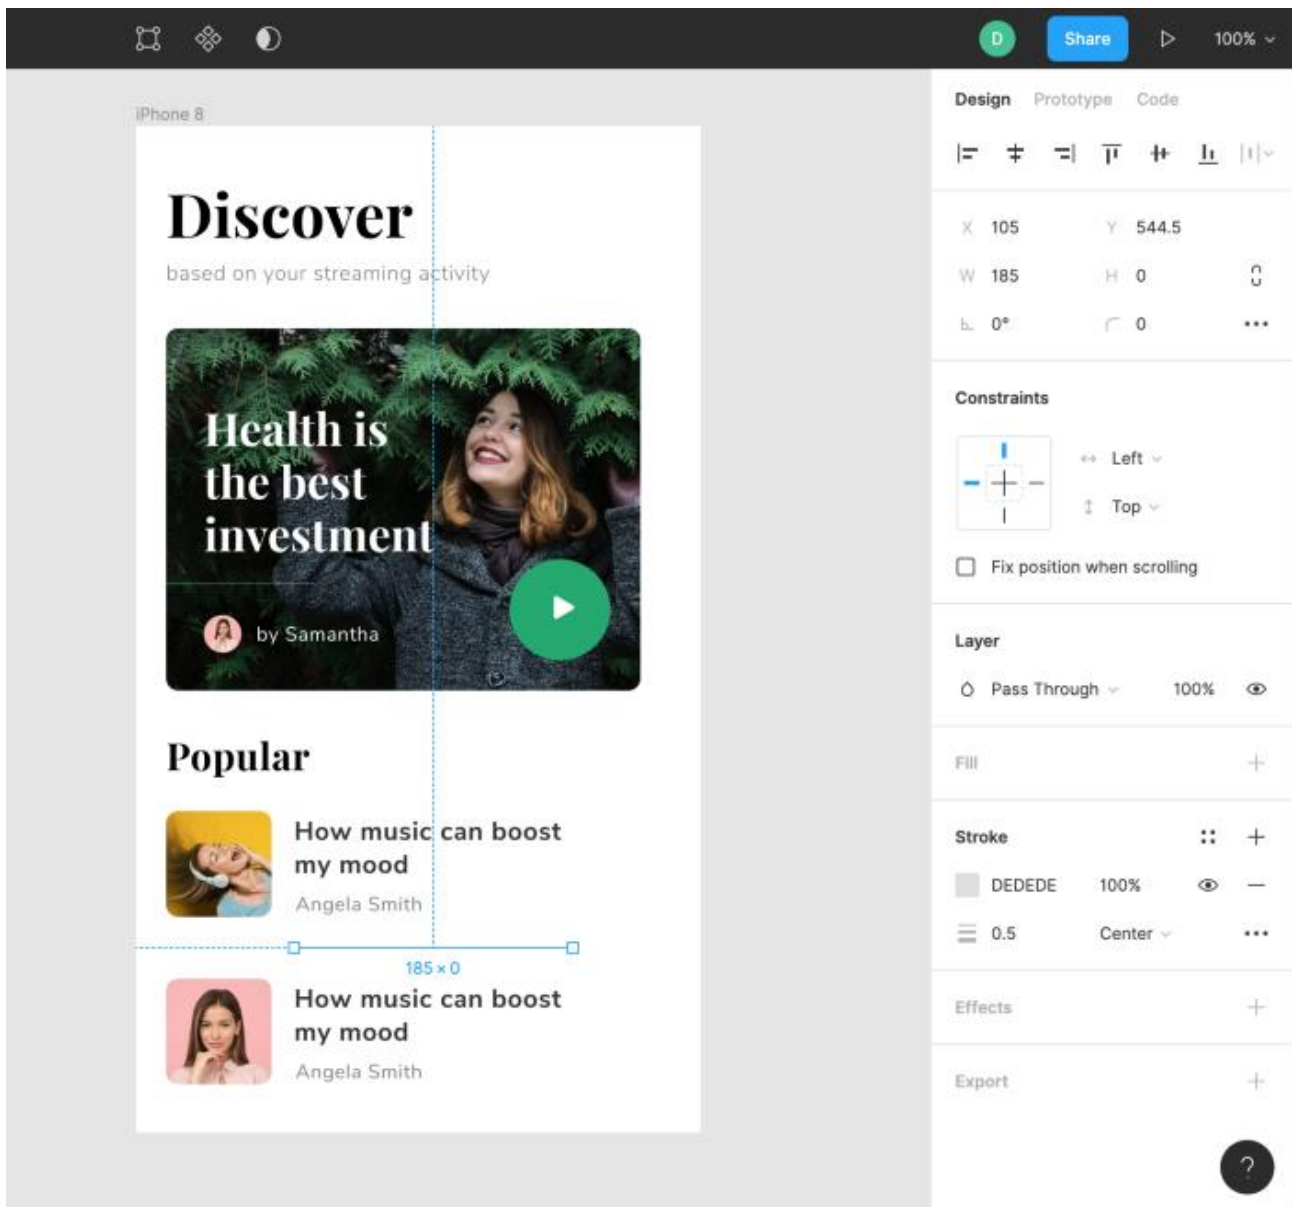 D
Share
100%
iPhone 8
Discover
based on your streaming activity
Health is
the best
investment
by Samantha
Popular
How music can boost
my mood
Angela Smith
185 × 0
How music can boost
my mood
Angela Smith
Design Prototype Code
X 105 Y 544.5
W 185 H 0
0° 0
Constraints
Left
Top
Fix position when scrolling
Layer
Pass Through 100%
Fill
Stroke
DEDEDE 100%
0.5 Center
Effects
Export
?